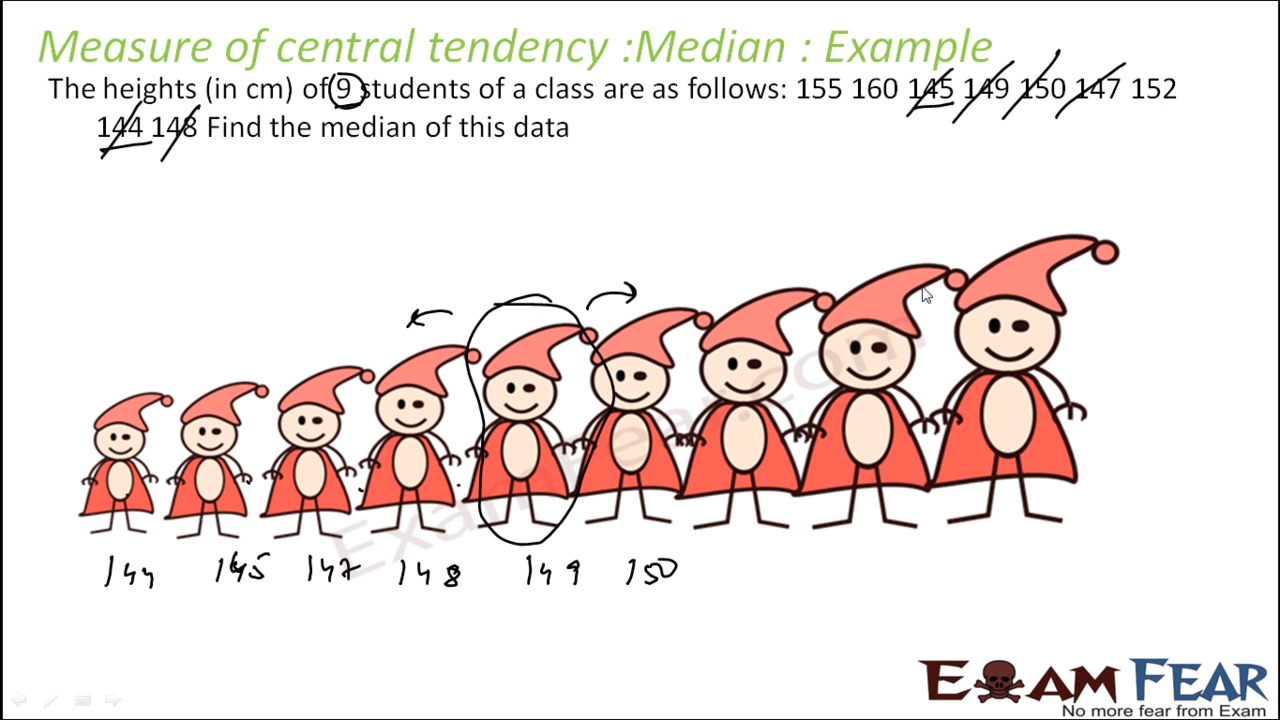 Measure of central tendency :Median : Example
The heights (in cm) of 9 students of a class are as follows: 155 160 145 149 150 147 152
144 148 Find the median of this data
Examfear.com
144 145 147 148 149 150
EXAM FEAR
No more fear from Exam